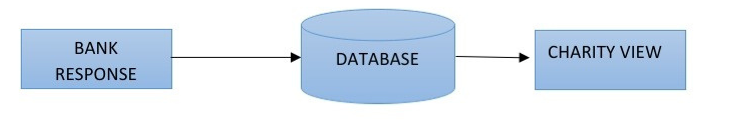 BANK
RESPONSE
DATABASE
CHARITY VIEW